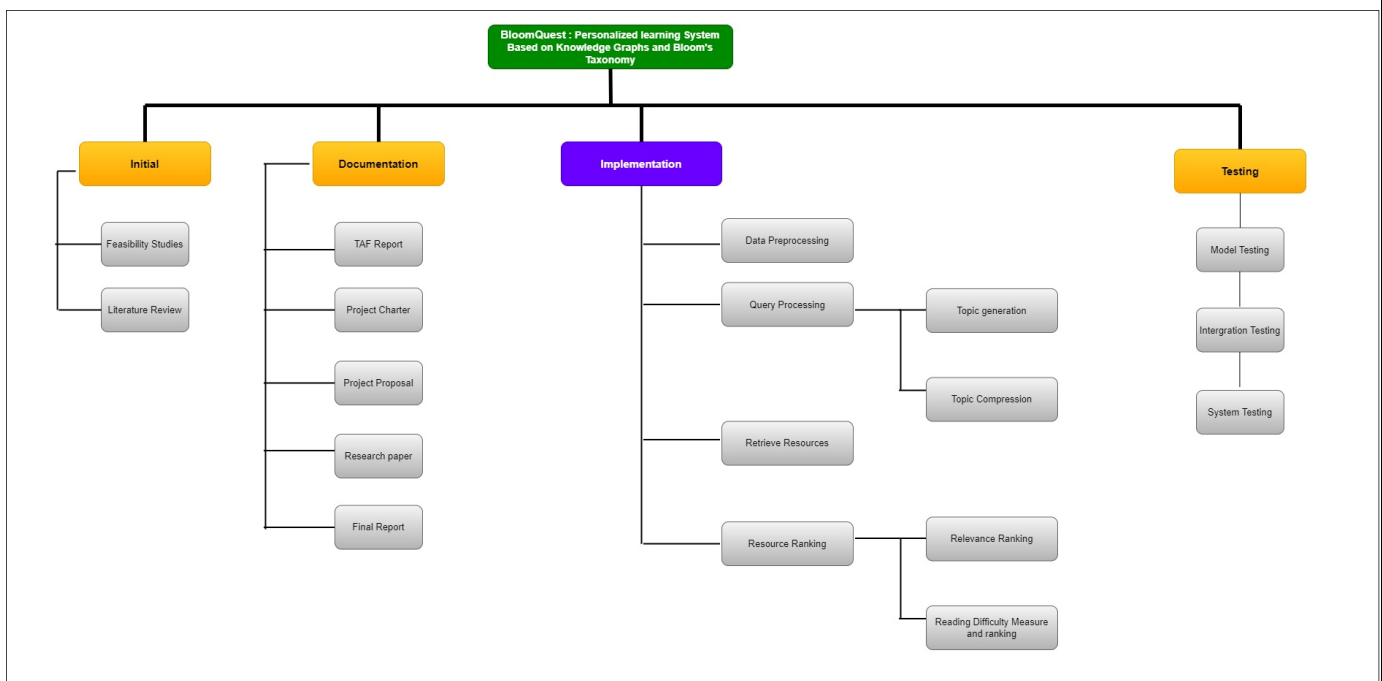 BloomQuest : Personalized learning System
Based on Knowledge Graphs and Bloom's
Taxonomy
Initial
Feasibility Studies
Literature Review
Documentation
TAF Report
Project Charter
Project Proposal
Research paper
Final Report
Implementation
Data Preprocessing
Query Processing
Topic generation
Topic Compression
Retrieve Resources
Resource Ranking
Relevance Ranking
Reading Difficulty Measure
and ranking
Testing
Model Testing
Intergration Testing
System Testing